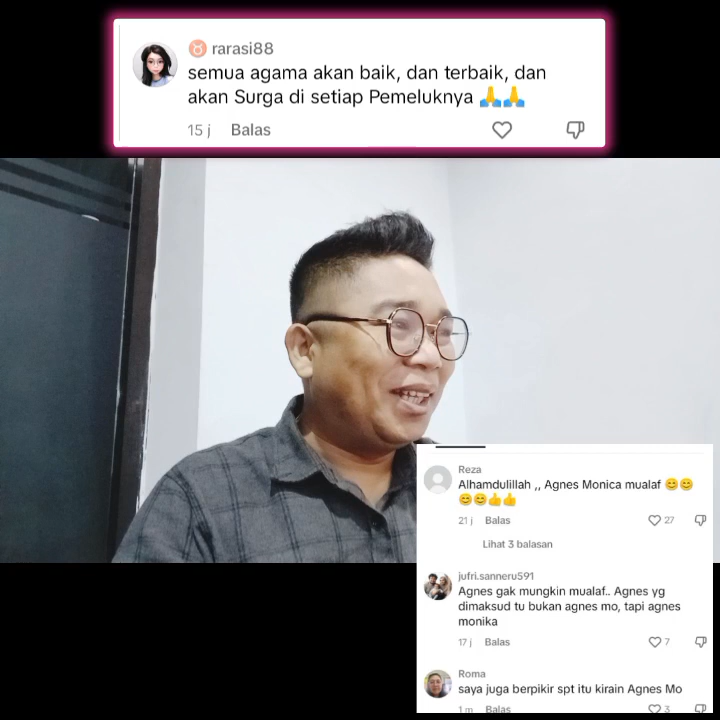 ♉ rarasi88
semua agama akan baik, dan terbaik, dan
akan Surga di setiap Pemeluknya 🙏🙏
15 j Balas
Reza
Alhamdulillah ,, Agnes Monica mualaf 😊😊
😊😊👍👍
21 j Balas 27
Lihat 3 balasan
jufri.sanneru591
Agnes gak mungkin mualaf.. Agnes yg
dimaksud tu bukan agnes mo, tapi agnes
monika
17 j Balas 7
Roma
saya juga berpikir spt itu kirain Agnes Mo
1 m Balas 3